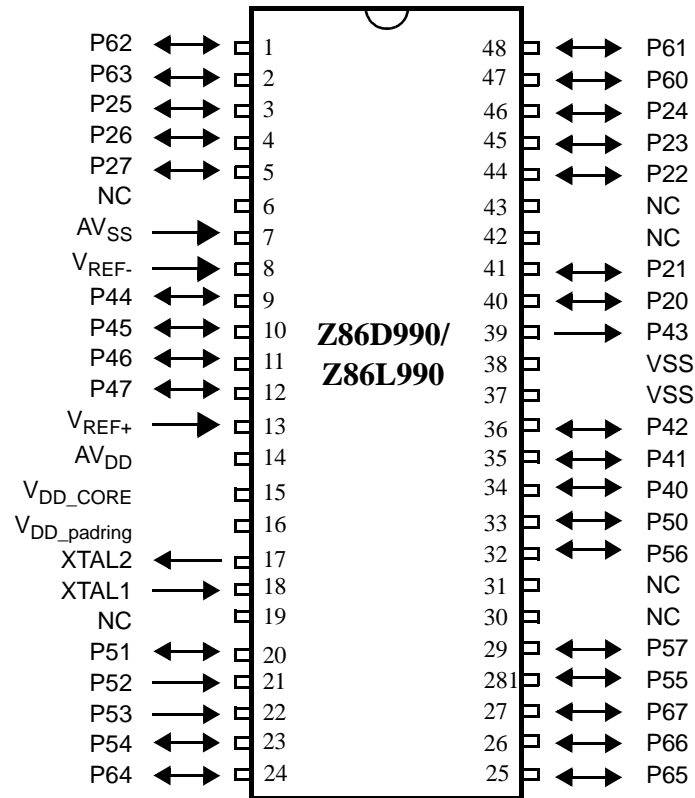 P62 1 48 P61
P63 2 47 P60
P25 3 46 P24
P26 4 45 P23
P27 5 44 P22
NC 6 43 NC
AVSS 7 42 NC
VREF- 8 41 P21
P44 9 40 P20
P45 10 39 P43
P46 11 38 VSS
P47 12 37 VSS
VREF+ 13 36 P42
AVDD 14 35 P41
VDD_CORE 15 34 P40
VDD_padring 16 33 P50
XTAL2 17 32 P56
XTAL1 18 31 NC
NC 19 30 NC
P51 20 29 P57
P52 21 281 P55
P53 22 27 P67
P54 23 26 P66
P64 24 25 P65
Z86D990/
Z86L990